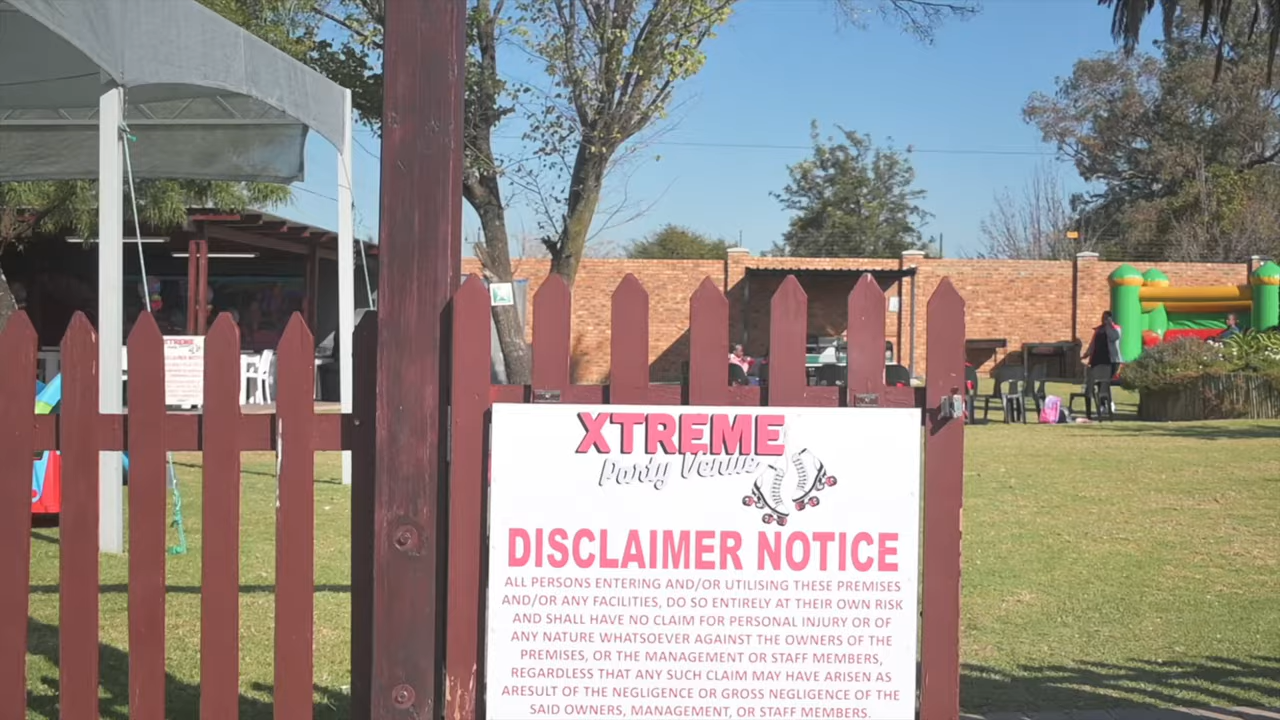 XTREME
Party Venue
DISCLAIMER NOTICE
ALL PERSONS ENTERING AND/OR UTILISING THESE PREMISES
AND/OR ANY FACILITIES, DO SO ENTIRELY AT THEIR OWN RISK
AND SHALL HAVE NO CLAIM FOR PERSONAL INJURY OR OF
ANY NATURE WHATSOEVER AGAINST THE OWNERS OF THE
PREMISES, OR THE MANAGEMENT OR STAFF MEMBERS,
REGARDLESS THAT ANY SUCH CLAIM MAY HAVE ARISEN AS
ARESULT OF THE NEGLIGENCE OR GROSS NEGLIGENCE OF THE
SAID OWNERS, MANAGEMENT, OR STAFF MEMBERS.